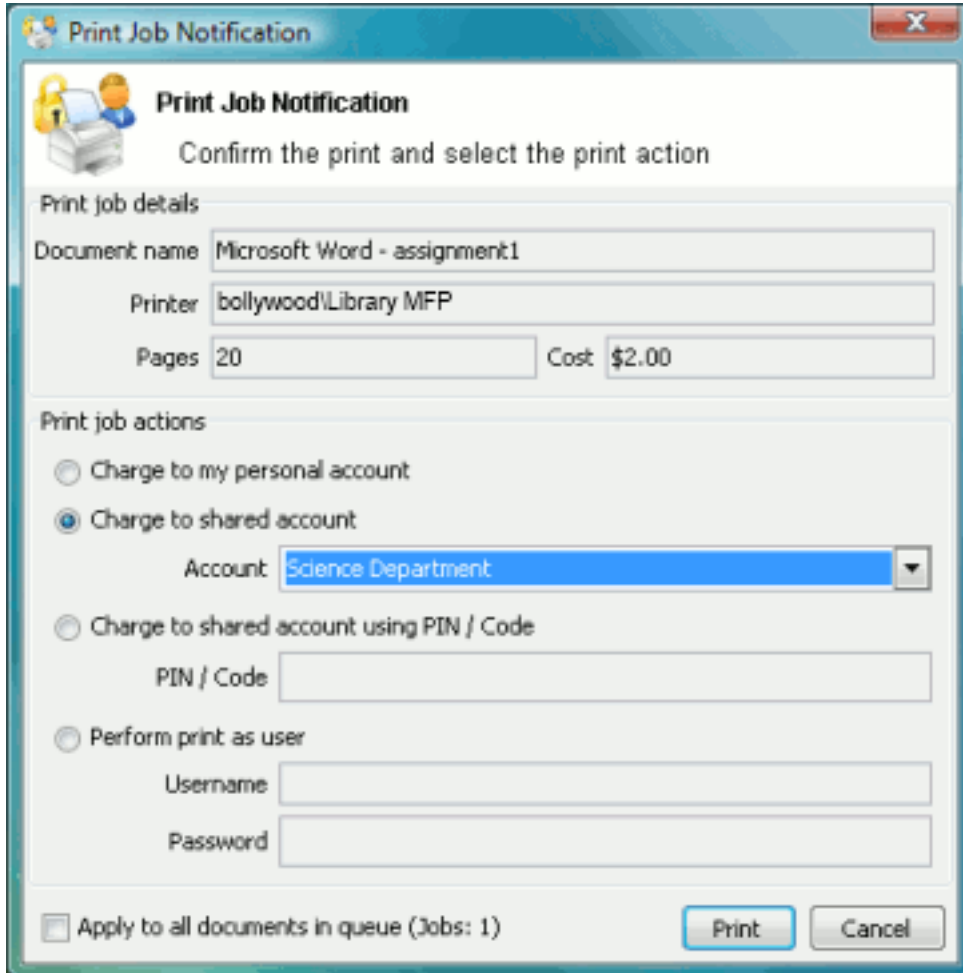 Print Job Notification
Print Job Notification
Confirm the print and select the print action
Print job details
Document name Microsoft Word - assignment1
Printer bollywood\Library MFP
Pages 20 Cost $2.00
Print job actions
Charge to my personal account
Charge to shared account
Account Science Department
Charge to shared account using PIN / Code
PIN / Code
Perform print as user
Username
Password
Apply to all documents in queue (Jobs: 1) Print Cancel